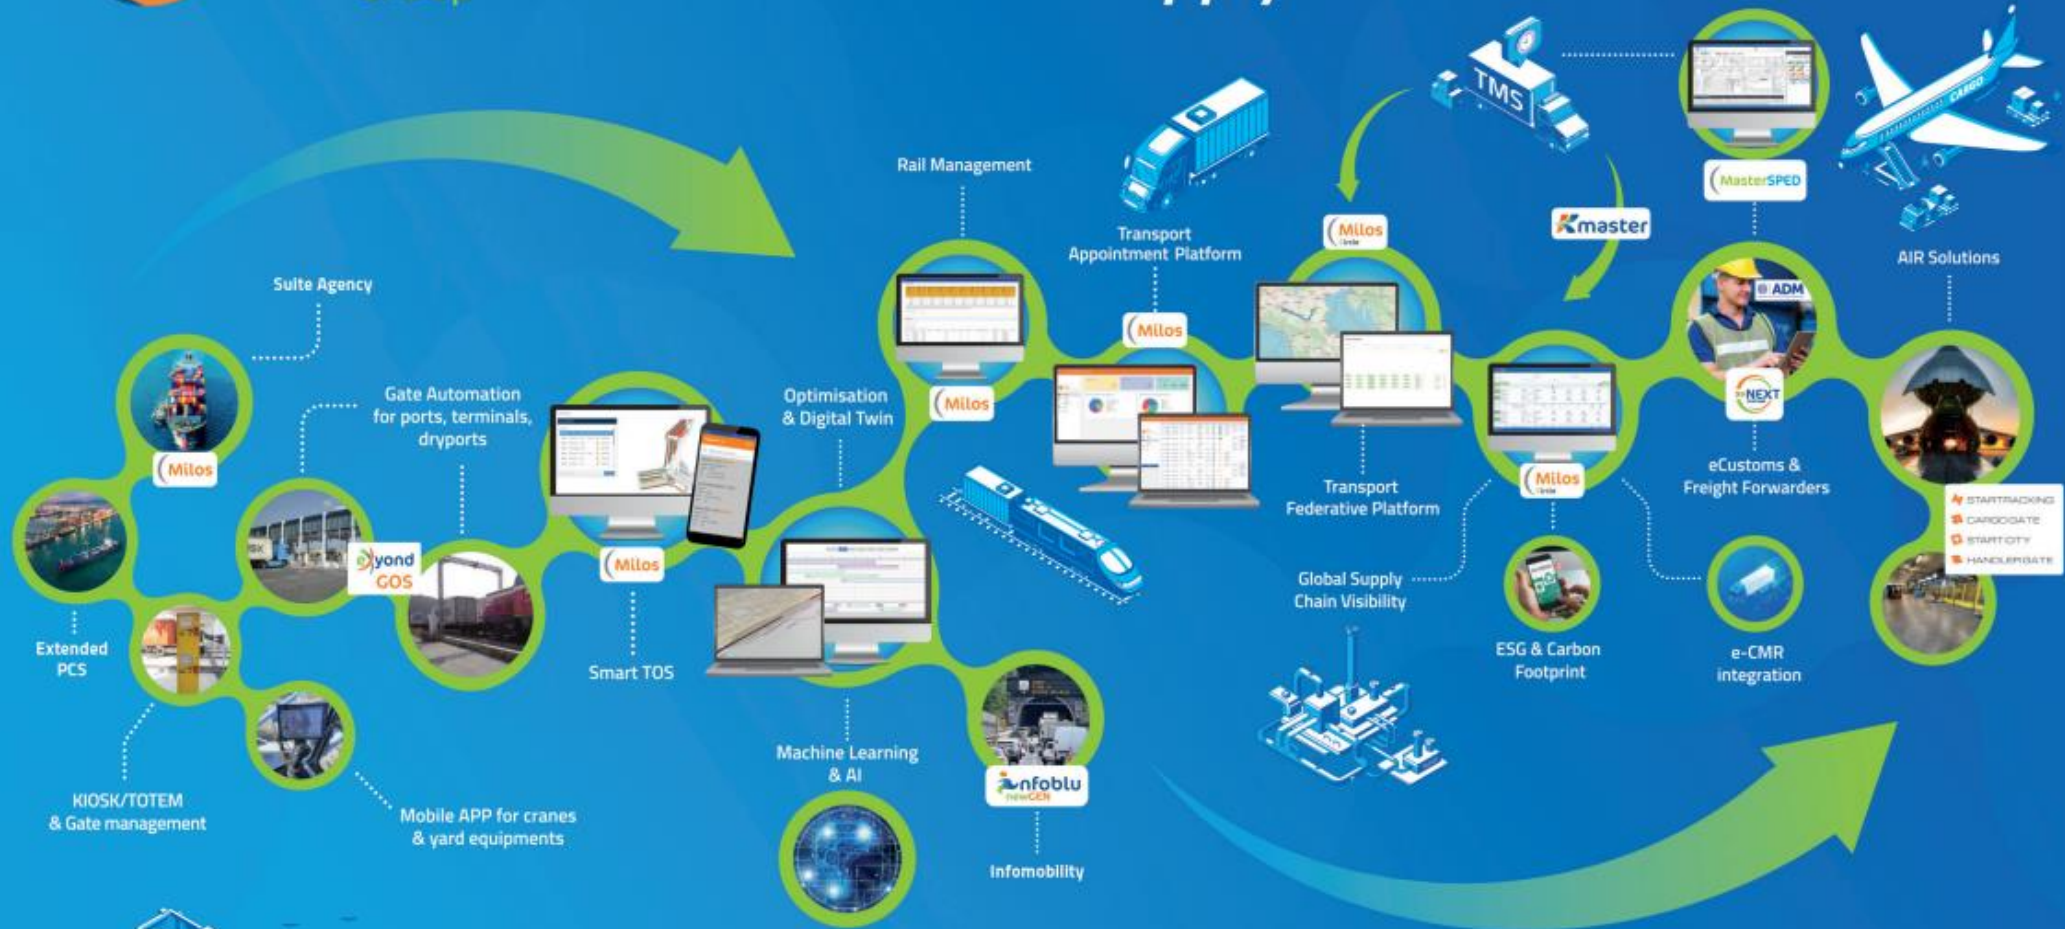 TMS
CARGO
MasterSPED
Rail Management
Transport
Appointment Platform
Milos
Kmaster
AIR Solutions
Suite Agency
Milos
ADM
Gate Automation
for ports, terminals,
dryports
Optimisation
& Digital Twin
Milos
NEXT
Milos
eCustoms &
Freight Forwarders
Milos
Transport
Federative Platform
STARTRACKING
CARGOGATE
STARTCITY
HANDLERGATE
yond
GOS
Milos
Global Supply
Chain Visibility
Extended
PCS
ESG & Carbon
Footprint
e-CMR
integration
Smart TOS
Machine Learning
& AI
Infoblu
newGEN
KIOSK/TOTEM
& Gate management
Mobile APP for cranes
& yard equipments
Infomobility